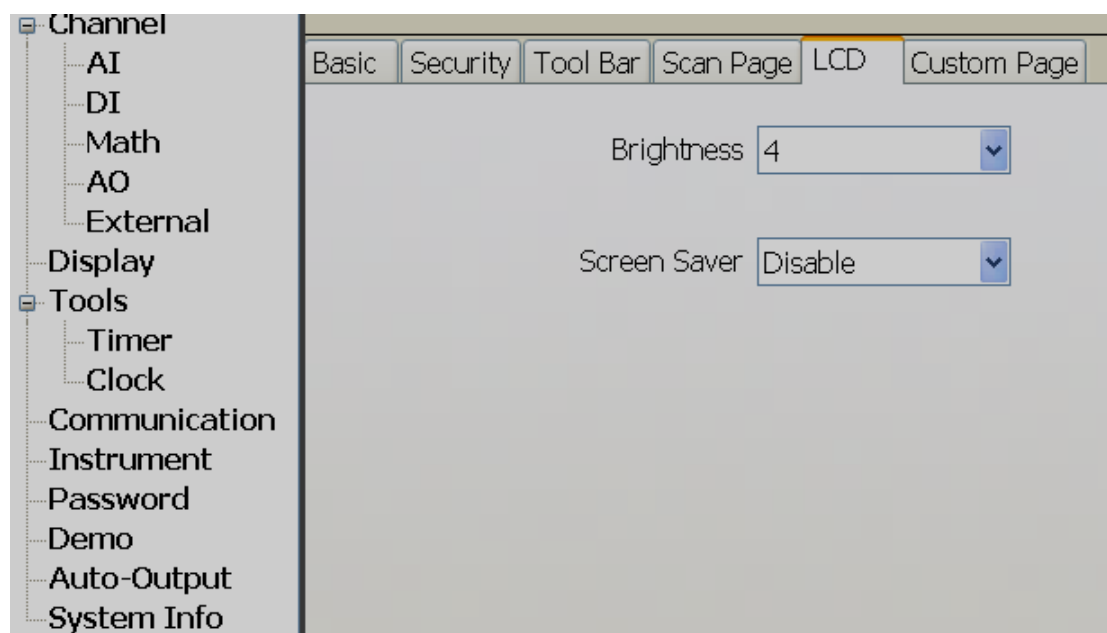 Channel
AI
DI
Math
AO
External
Display
Tools
Timer
Clock
Communication
Instrument
Password
Demo
Auto-Output
System Info
Basic Security Tool Bar Scan Page LCD Custom Page
Brightness 4
Screen Saver Disable